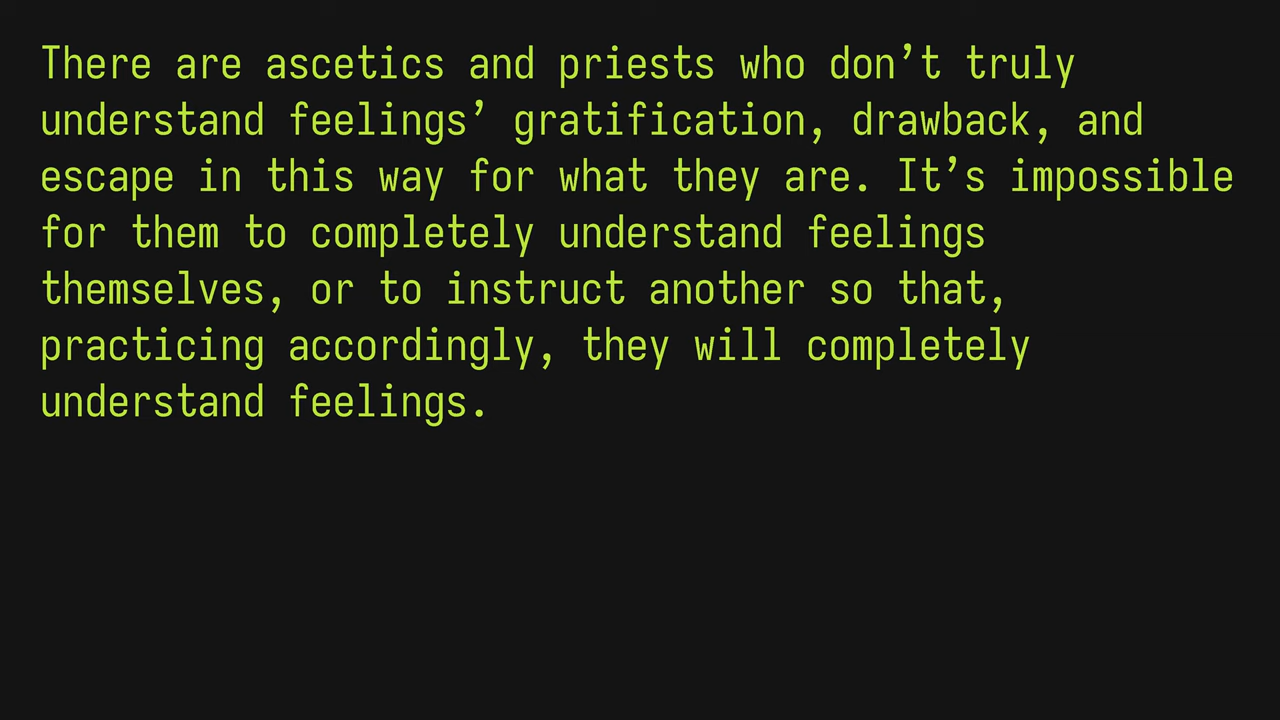 There are ascetics and priests who don’t truly
understand feelings’ gratification, drawback, and
escape in this way for what they are. It’s impossible
for them to completely understand feelings
themselves, or to instruct another so that,
practicing accordingly, they will completely
understand feelings.